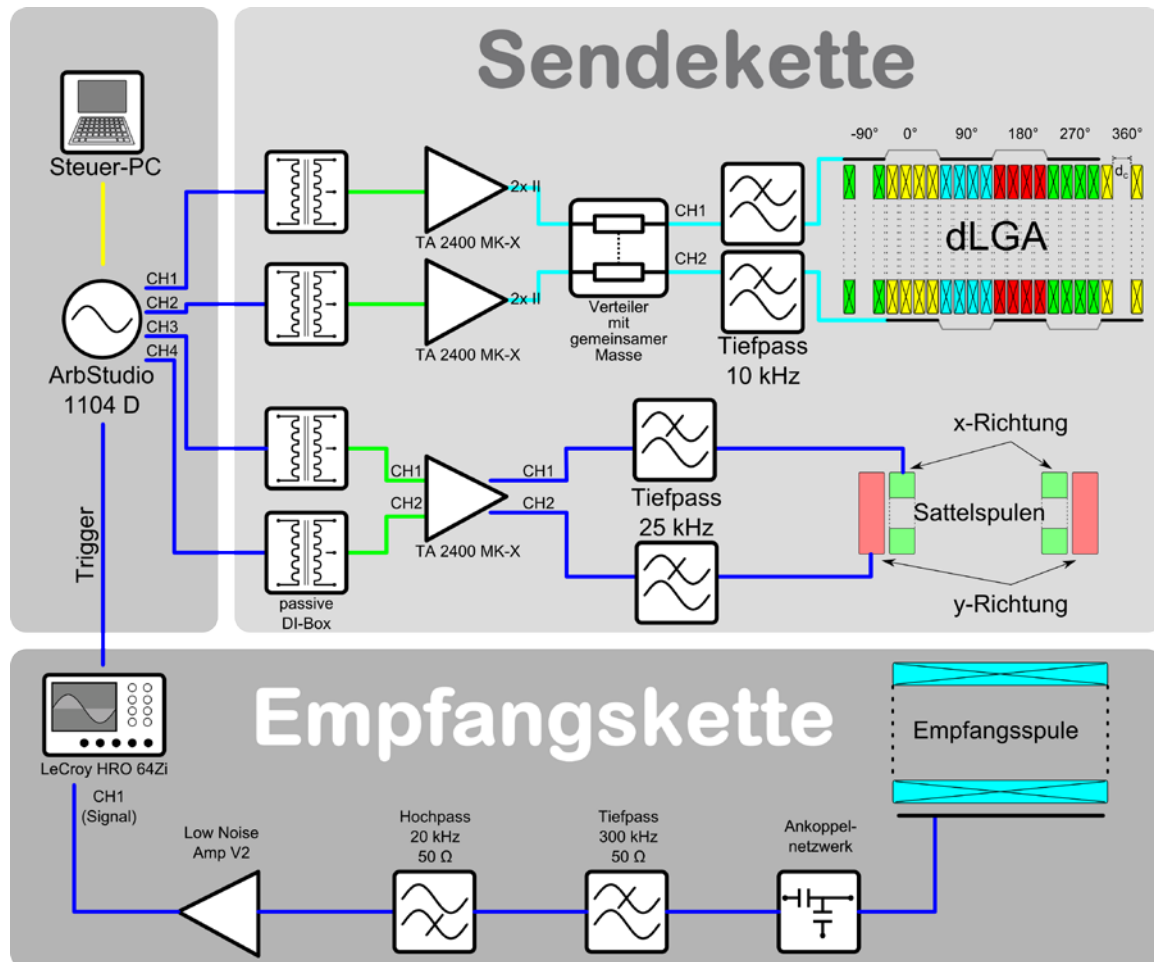 Sendekette
Steuer-PC
ArbStudio
1104 D
CH1
CH2
CH3
CH4
Trigger
TA 2400 MK-X
2x II
TA 2400 MK-X
2x II
Verteiler
mit
gemeinsamer
Masse
CH1
CH2
Tiefpass
10 kHz
-90° 0° 90° 180° 270° 360°
dc
dLGA
passive
DI-Box
CH1
CH2
TA 2400 MK-X
CH1
CH2
Tiefpass
25 kHz
x-Richtung
Sattelspulen
y-Richtung
Empfangskette
LeCroy HRO 64Zi
CH1
(Signal)
Low Noise
Amp V2
Hochpass
20 kHz
50 Ω
Tiefpass
300 kHz
50 Ω
Ankoppel-
netzwerk
Empfangsspule